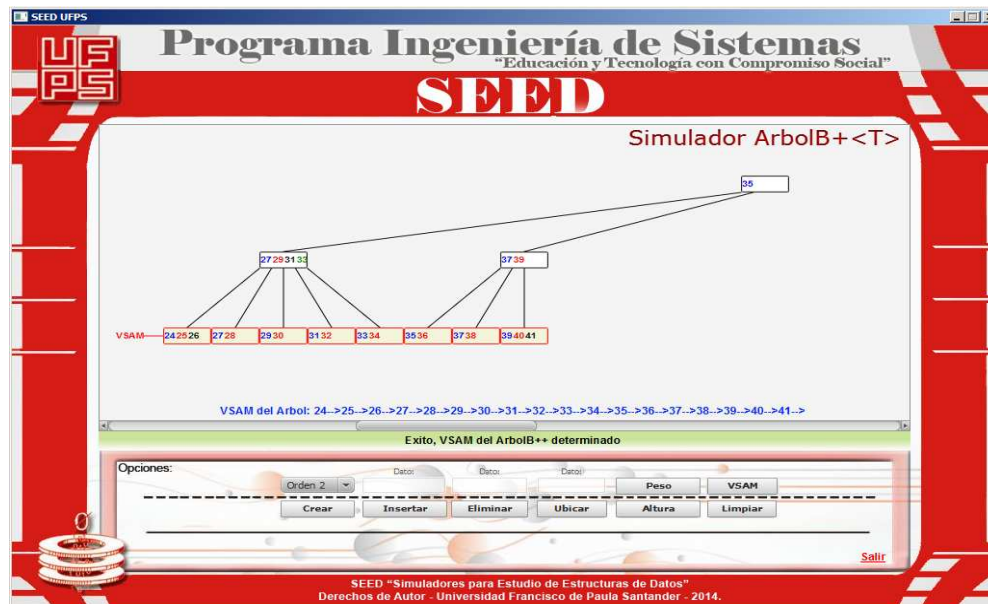 SEED UFPS
UFPS
Programa Ingeniería de Sistemas
"Educación y Tecnología con Compromiso Social"
SEED
Simulador ArbolB+<T>
35
27 29 31 33
37 39
VSAM
24 25 26 27 28 29 30 31 32 33 34 35 36 37 38 39 40 41
VSAM del Arbol: 24-->25-->26-->27-->28-->29-->30-->31-->32-->33-->34-->35-->36-->37-->38-->39-->40-->41-->
Exito, VSAM del ArbolB++ determinado
Opciones:
Dato: Dato: Dato:
Orden 2 Peso VSAM
Crear Insertar Eliminar Ubicar Altura Limpiar
Salir
SEED "Simuladores para Estudio de Estructuras de Datos"
Derechos de Autor - Universidad Francisco de Paula Santander - 2014.